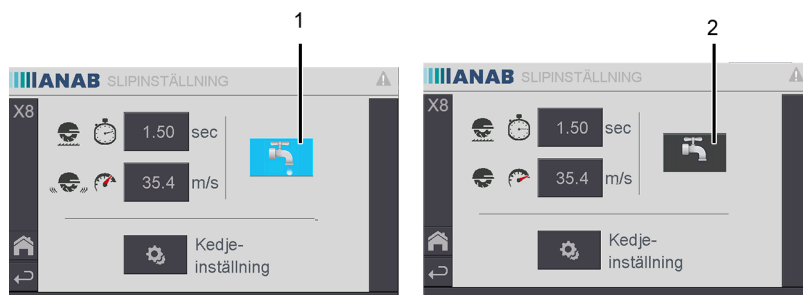 1
ANAB SLIPINSTÄLLNING
X8
1.50 sec
35.4 m/s
Kedje-
inställning
2
ANAB SLIPINSTÄLLNING
X8
1.50 sec
35.4 m/s
Kedje-
inställning